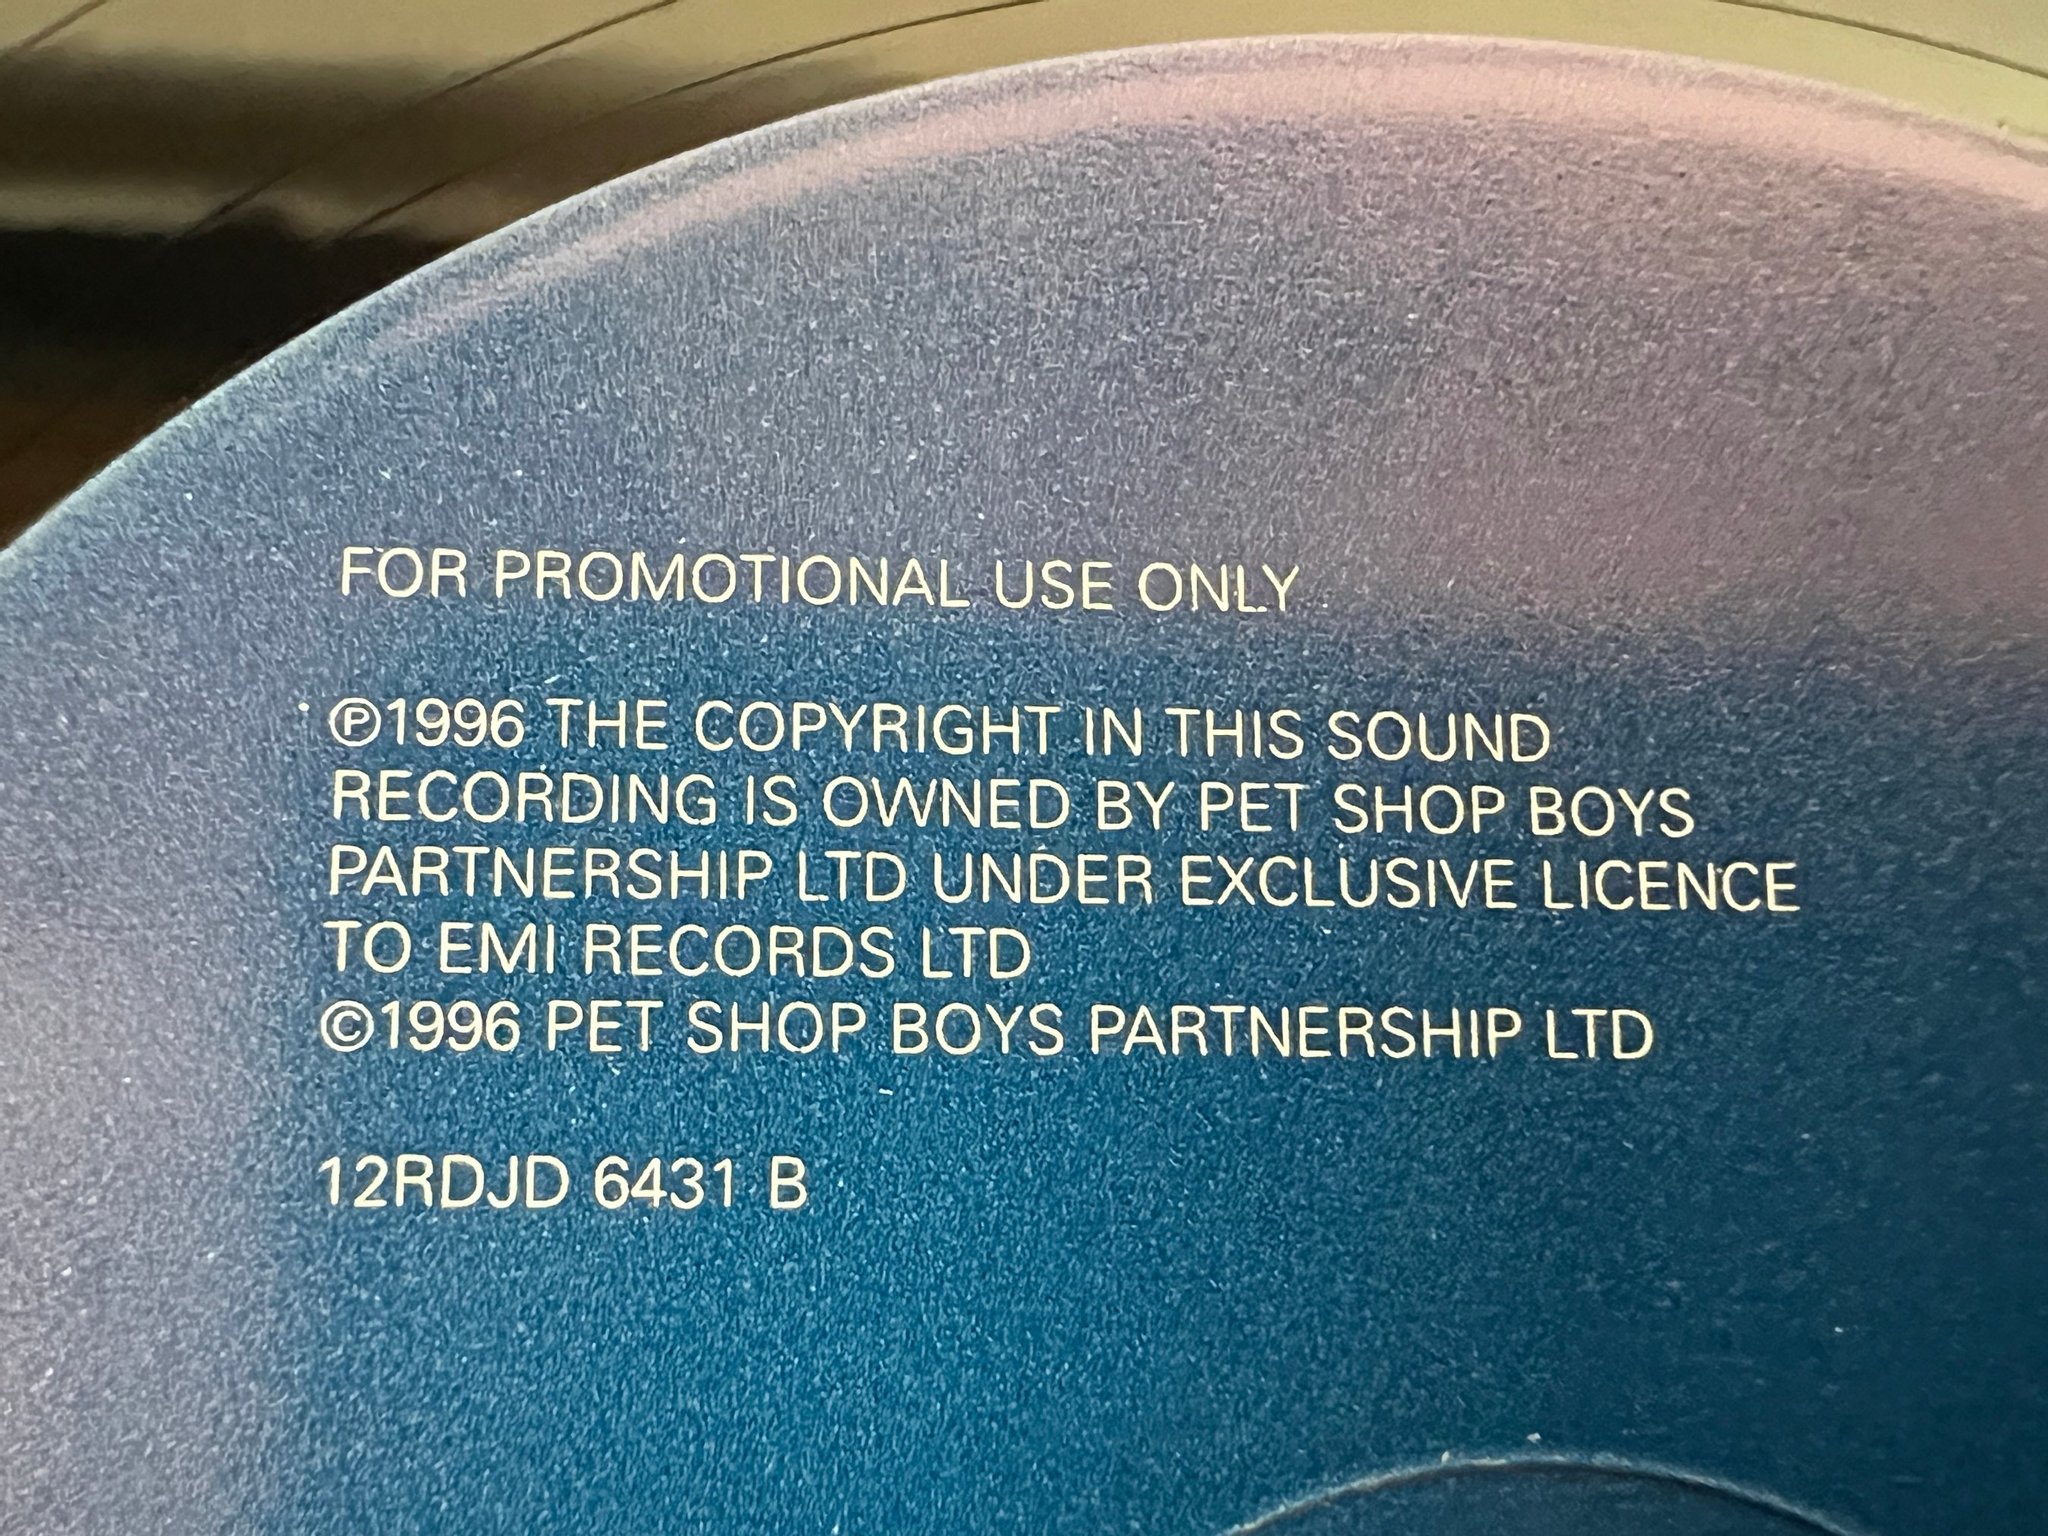 FOR PROMOTIONAL USE ONLY
℗1996 THE COPYRIGHT IN THIS SOUND
RECORDING IS OWNED BY PET SHOP BOYS
PARTNERSHIP LTD UNDER EXCLUSIVE LICENCE
TO EMI RECORDS LTD
©1996 PET SHOP BOYS PARTNERSHIP LTD
12RDJD 6431 B